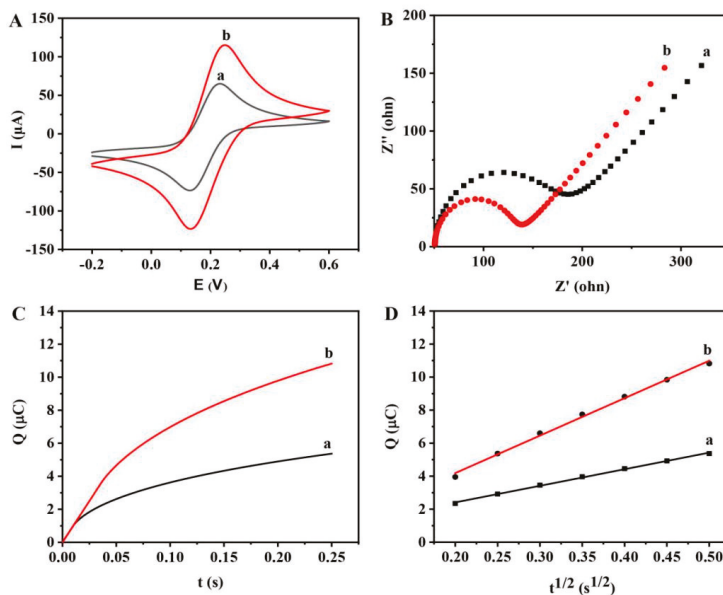 A
b
a
I (μA)
150
100
50
0
-50
-100
-150
-0.2
0.0
0.2
0.4
0.6
E (V)
B
b
a
Z'' (ohn)
200
150
100
50
0
100
200
300
Z' (ohn)
C
b
a
Q (μC)
14
12
10
8
6
4
2
0
0.00
0.05
0.10
0.15
0.20
0.25
t (s)
D
b
a
Q (μC)
14
12
10
8
6
4
2
0
0.20
0.25
0.30
0.35
0.40
0.45
0.50
t1/2 (s1/2)